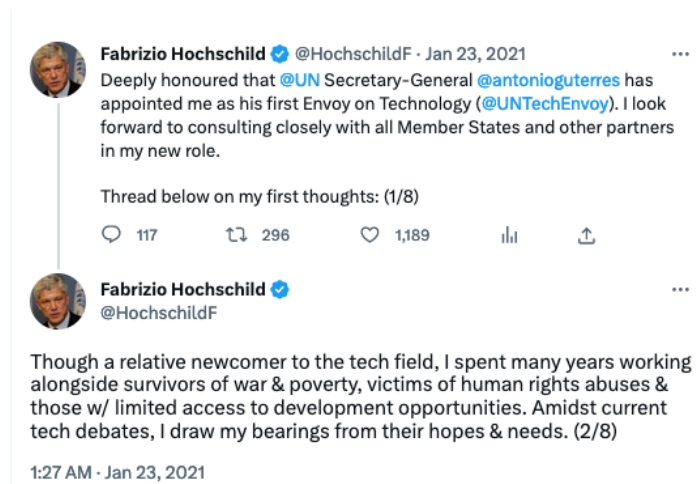 Fabrizio Hochschild @HochschildF · Jan 23, 2021
Deeply honoured that @UN Secretary-General @antonioguterres has
appointed me as his first Envoy on Technology (@UNTechEnvoy). I look
forward to consulting closely with all Member States and other partners
in my new role.
Thread below on my first thoughts: (1/8)
117 296 1,189
Fabrizio Hochschild
@HochschildF
Though a relative newcomer to the tech field, I spent many years working
alongside survivors of war & poverty, victims of human rights abuses &
those w/ limited access to development opportunities. Amidst current
tech debates, I draw my bearings from their hopes & needs. (2/8)
1:27 AM · Jan 23, 2021